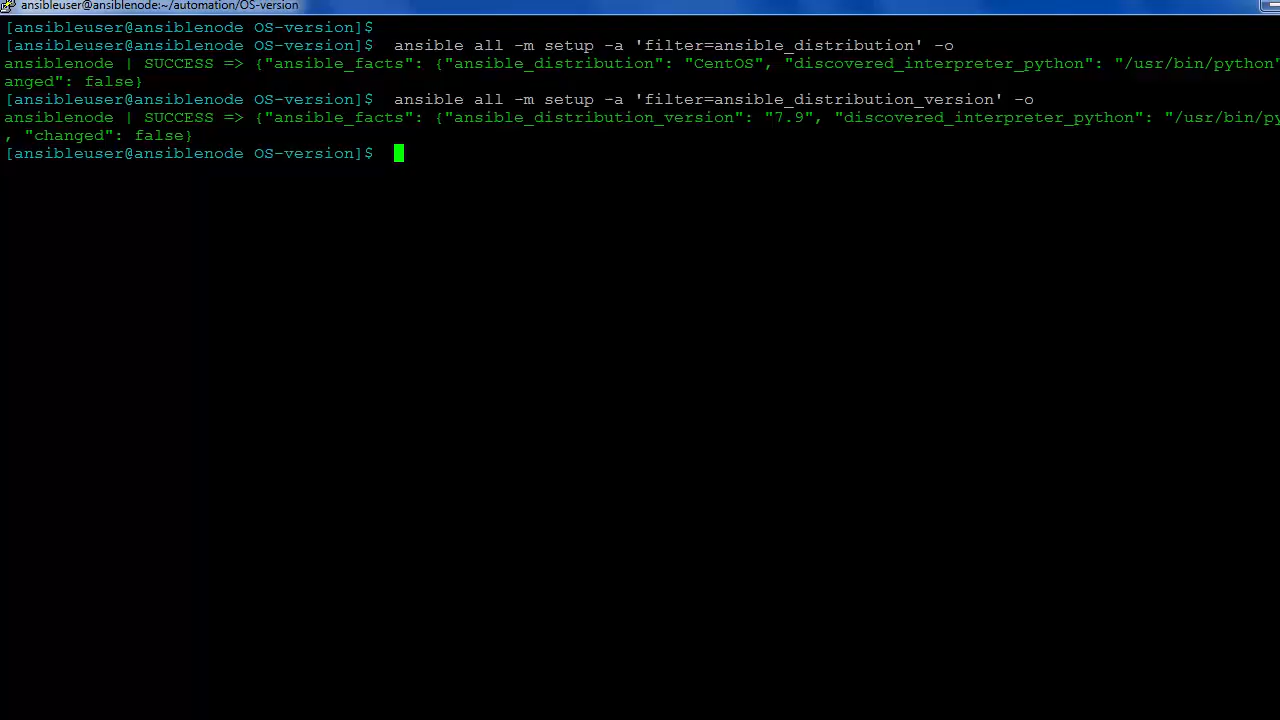 ansibleuser@ansiblenode:~/automation/OS-version
[ansibleuser@ansiblenode OS-version]$
[ansibleuser@ansiblenode OS-version]$ ansible all -m setup -a 'filter=ansible_distribution' -o
ansiblenode | SUCCESS => {"ansible_facts": {"ansible_distribution": "CentOS", "discovered_interpreter_python": "/usr/bin/python"
anged": false}
[ansibleuser@ansiblenode OS-version]$ ansible all -m setup -a 'filter=ansible_distribution_version' -o
ansiblenode | SUCCESS => {"ansible_facts": {"ansible_distribution_version": "7.9", "discovered_interpreter_python": "/usr/bin/py
, "changed": false}
[ansibleuser@ansiblenode OS-version]$